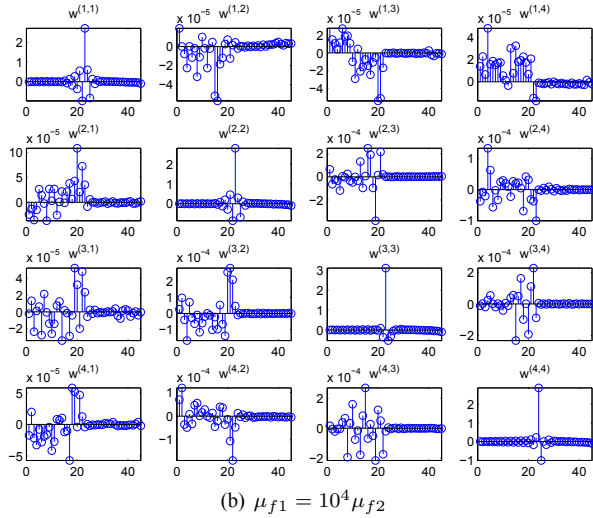 w(1,1) x 10^-5 w(1,2) x 10^-5 w(1,3) x 10^-5 w(1,4)
2 0 -2 -4 5 0 -5 4 2 0
2 1 0
0 20 40 0 20 40 0 20 40 0 20 40
x 10^-5 w(2,1) w(2,2) x 10^-4 w(2,3) x 10^-4 w(2,4)
10 5 0 2 1 0 2 0 -2 1 0 -1
0 20 40 0 20 40 0 20 40 0 20 40
x 10^-5 w(3,1) x 10^-4 w(3,2) w(3,3) x 10^-4 w(3,4)
5 0 2 1 0 -1 3 2 1 0 2 0 -2
0 20 40 0 20 40 0 20 40 0 20 40
x 10^-5 w(4,1) x 10^-4 w(4,2) x 10^-4 w(4,3) w(4,4)
5 0 -5 1 0 -1 2 0 -2 2 1 0 -1
0 20 40 0 20 40 0 20 40 0 20 40
(b) μf1 = 10^4μf2